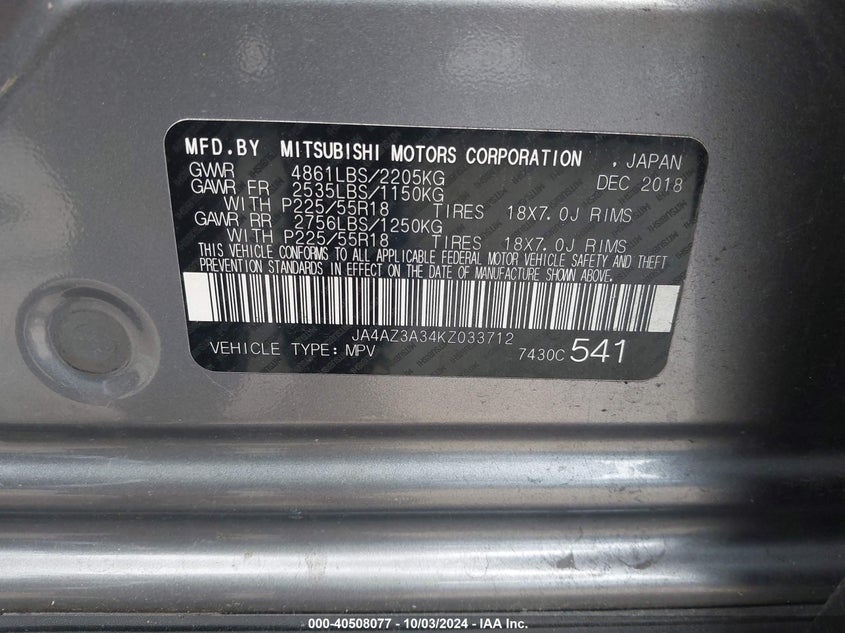 MFD.BY MITSUBISHI MOTORS CORPORATION , JAPAN
GVWR 4861LBS/2205KG DEC 2018
GAWR FR 2535LBS/1150KG
WITH P225/55R18 TIRES 18X7.0J RIMS
GAWR RR 2756LBS/1250KG
WITH P225/55R18 TIRES 18X7.0J RIMS
THIS VEHICLE CONFORMS TO ALL APPLICABLE FEDERAL MOTOR VEHICLE SAFETY AND THEFT
PREVENTION STANDARDS IN EFFECT ON THE DATE OF MANUFACTURE SHOWN ABOVE.
JA4AZ3A34KZ033712
VEHICLE TYPE: MPV 7430C 541
000-40508077 - 10/03/2024 - IAA Inc.